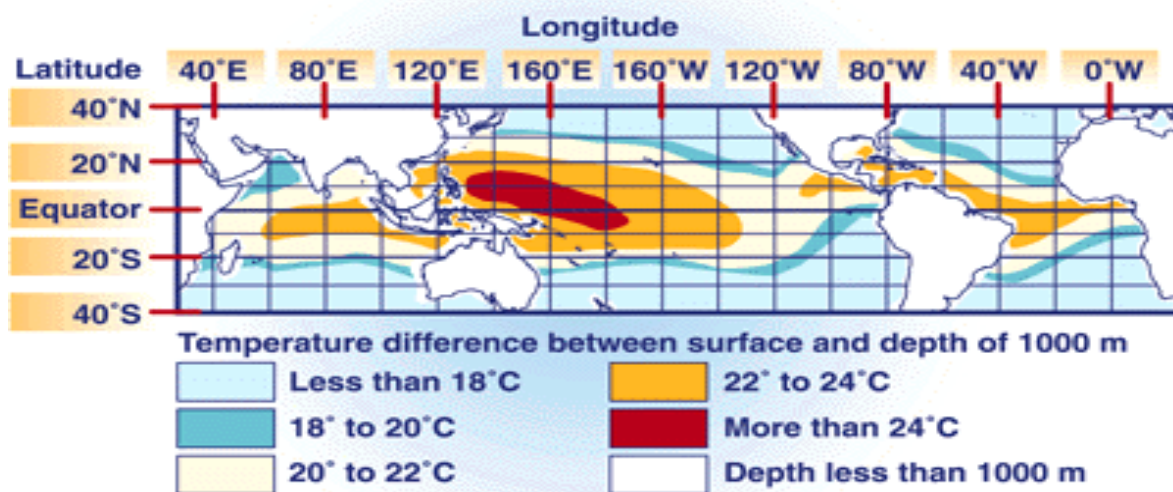 Longitude
Latitude 40°E 80°E 120°E 160°E 160°W 120°W 80°W 40°W 0°W
40°N
20°N
Equator
20°S
40°S
Temperature difference between surface and depth of 1000 m
Less than 18°C 22° to 24°C
18° to 20°C More than 24°C
20° to 22°C Depth less than 1000 m